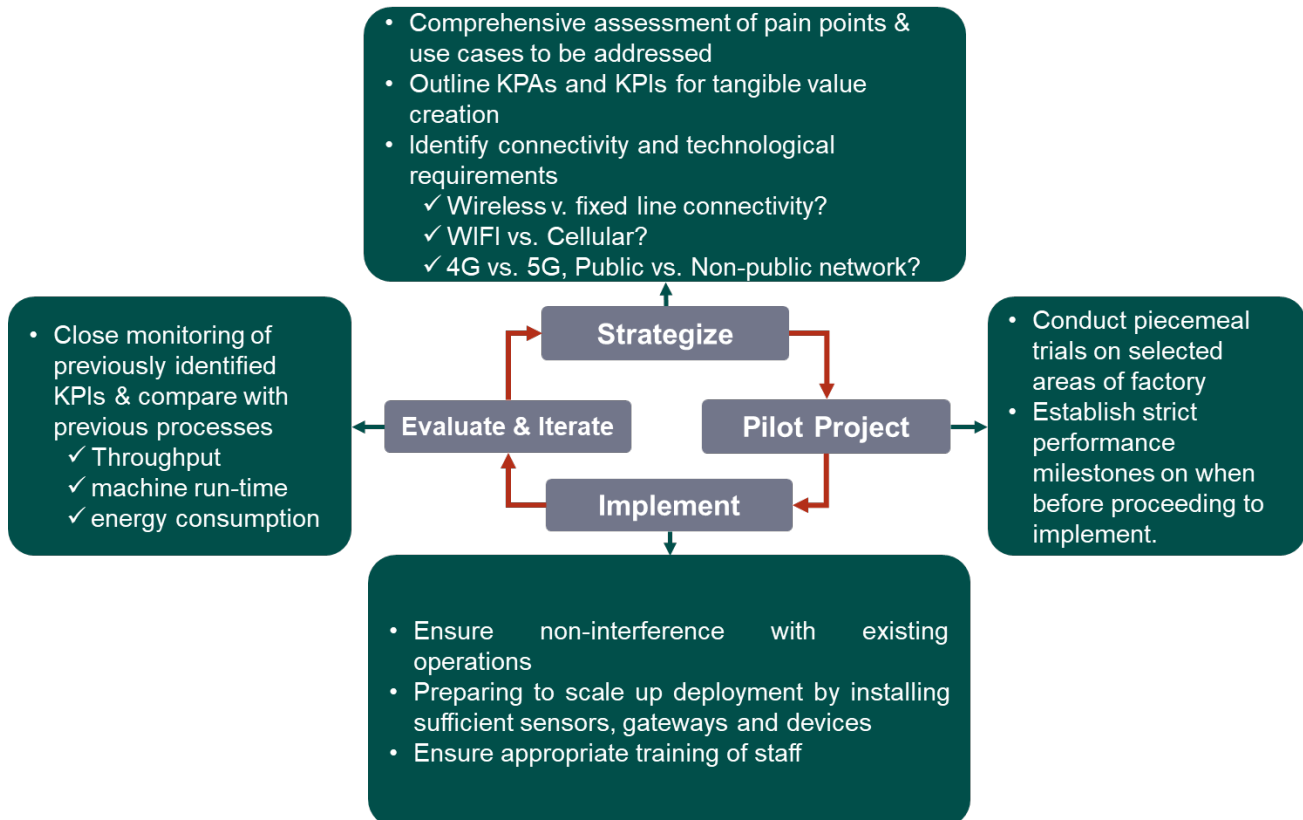 • Comprehensive assessment of pain points &
use cases to be addressed
• Outline KPAs and KPIs for tangible value
creation
• Identify connectivity and technological
requirements
✓ Wireless v. fixed line connectivity?
✓ WIFI vs. Cellular?
✓ 4G vs. 5G, Public vs. Non-public network?
Strategize
• Close monitoring of
previously identified
KPIs & compare with
previous processes
✓ Throughput
✓ machine run-time
✓ energy consumption
Evaluate & Iterate
Pilot Project
• Conduct piecemeal
trials on selected
areas of factory
• Establish strict
performance
milestones on when
before proceeding to
implement.
Implement
• Ensure non-interference with existing
operations
• Preparing to scale up deployment by installing
sufficient sensors, gateways and devices
• Ensure appropriate training of staff